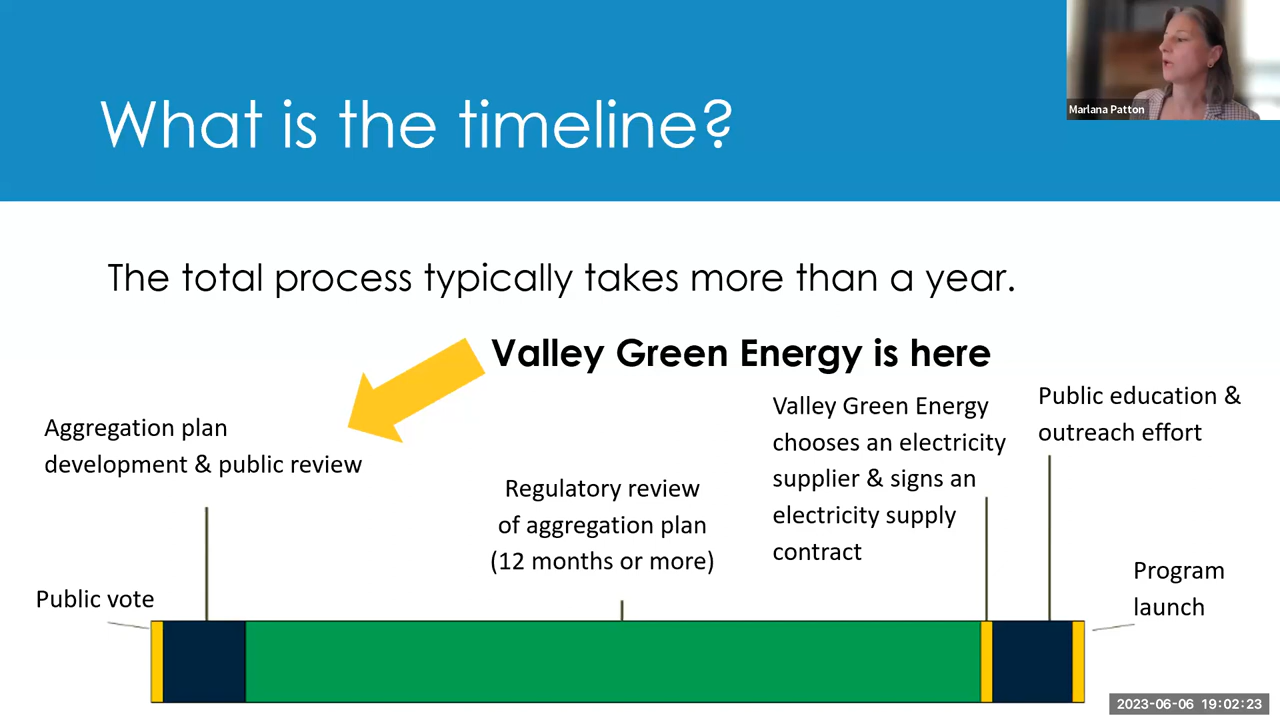 What is the timeline?
Marlana Patton
The total process typically takes more than a year.
Valley Green Energy is here
Aggregation plan
development & public review
Regulatory review
of aggregation plan
(12 months or more)
Valley Green Energy
chooses an electricity
supplier & signs an
electricity supply
contract
Public education &
outreach effort
Public vote
Program
launch
2023-06-06 19:02:23